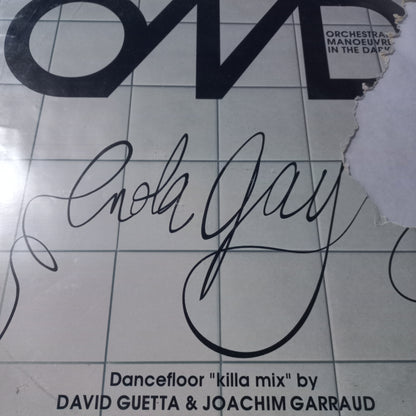 OMD
ORCHESTRAL
MANOEUVRES
IN THE DARK
enola gay
Dancefloor "killa mix" by
DAVID GUETTA & JOACHIM GARRAUD